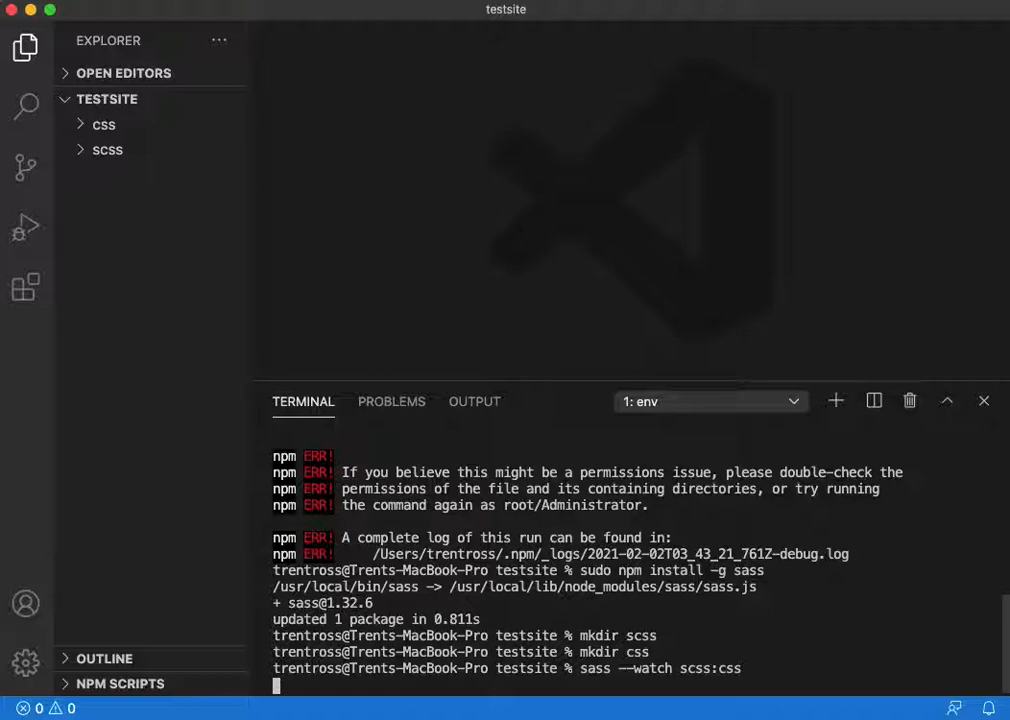 testsite
EXPLORER
OPEN EDITORS
TESTSITE
css
scss
TERMINAL PROBLEMS OUTPUT 1: env
npm ERR!
npm ERR! If you believe this might be a permissions issue, please double-check the
npm ERR! permissions of the file and its containing directories, or try running
npm ERR! the command again as root/Administrator.
npm ERR! A complete log of this run can be found in:
npm ERR! /Users/trentross/.npm/_logs/2021-02-02T03_43_21_761Z-debug.log
trentross@Trents-MacBook-Pro testsite % sudo npm install -g sass
/usr/local/bin/sass -> /usr/local/lib/node_modules/sass/sass.js
+ sass@1.32.6
updated 1 package in 0.811s
trentross@Trents-MacBook-Pro testsite % mkdir scss
trentross@Trents-MacBook-Pro testsite % mkdir css
trentross@Trents-MacBook-Pro testsite % sass --watch scss:css
OUTLINE
NPM SCRIPTS
0 0